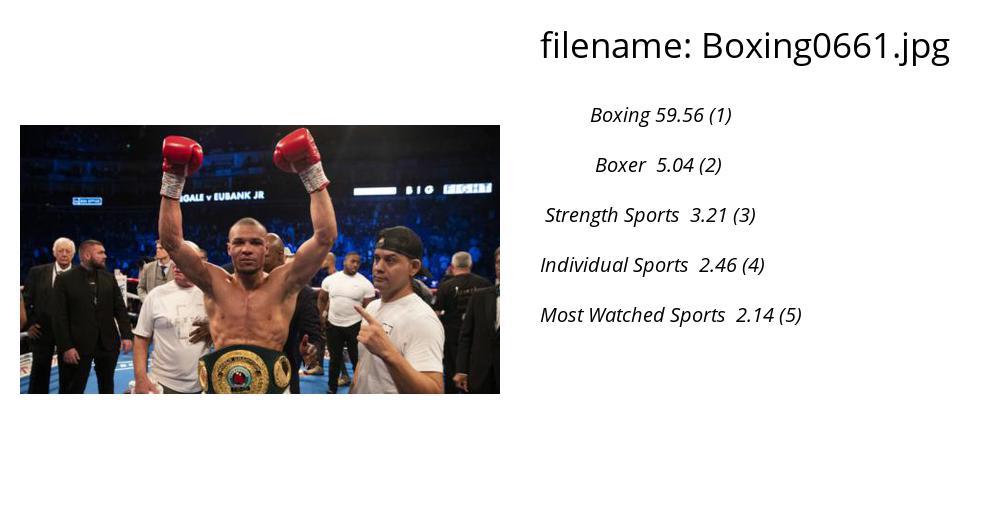 filename: Boxing0661.jpg
Boxing 59.56 (1)
Boxer 5.04 (2)
Strength Sports 3.21 (3)
Individual Sports 2.46 (4)
Most Watched Sports 2.14 (5)
GALE v EUBANK JR
BIG FIGHT